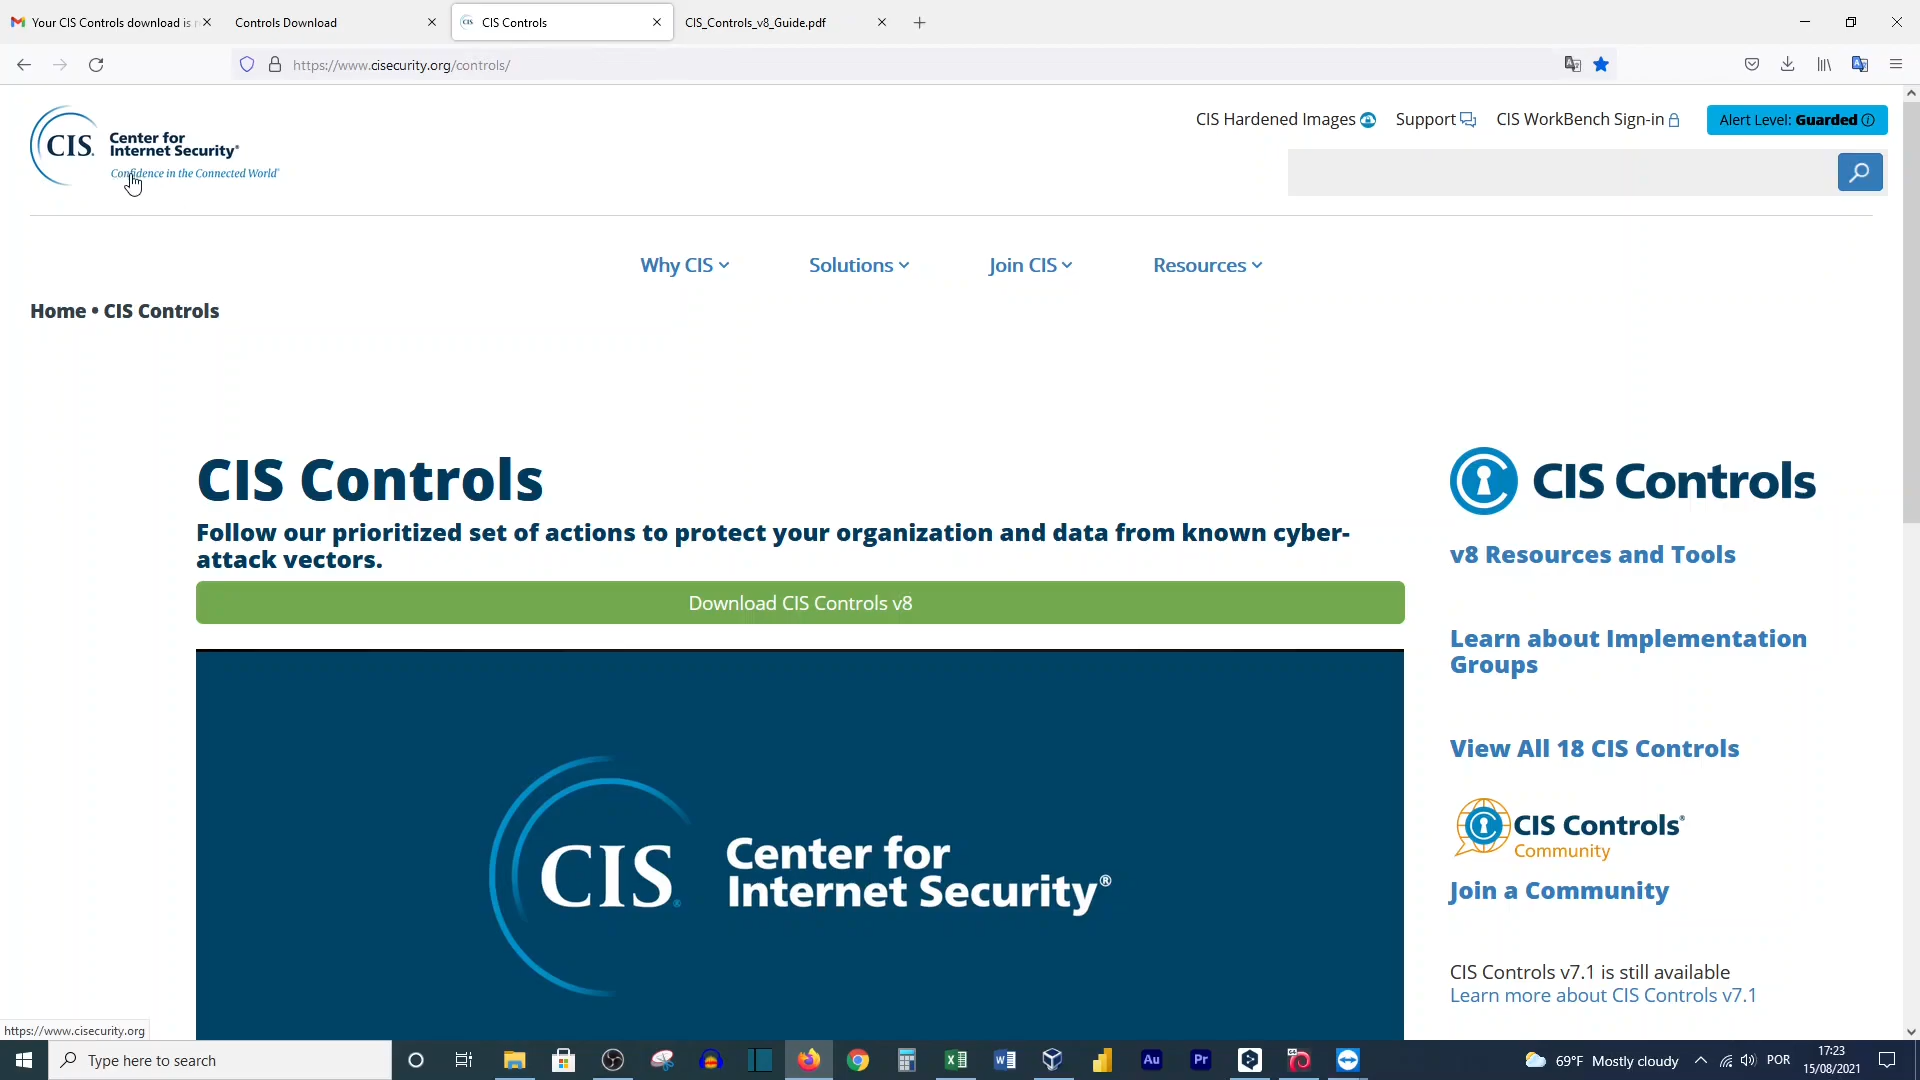 Your CIS Controls download is
Controls Download
CIS Controls
CIS_Controls_v8_Guide.pdf
https://www.cisecurity.org/controls/
CIS Center for
Internet Security®
Confidence in the Connected World®
CIS Hardened Images
Support
CIS WorkBench Sign-in
Alert Level: Guarded
Why CIS
Solutions
Join CIS
Resources
Home • CIS Controls
CIS Controls
Follow our prioritized set of actions to protect your organization and data from known cyber-
attack vectors.
Download CIS Controls v8
CIS® Center for
Internet Security®
CIS Controls
v8 Resources and Tools
Learn about Implementation
Groups
View All 18 CIS Controls
CIS Controls®
Community
Join a Community
CIS Controls v7.1 is still available
Learn more about CIS Controls v7.1
https://www.cisecurity.org
Type here to search
Au
Pr
69°F Mostly cloudy
POR
17:23
15/08/2021